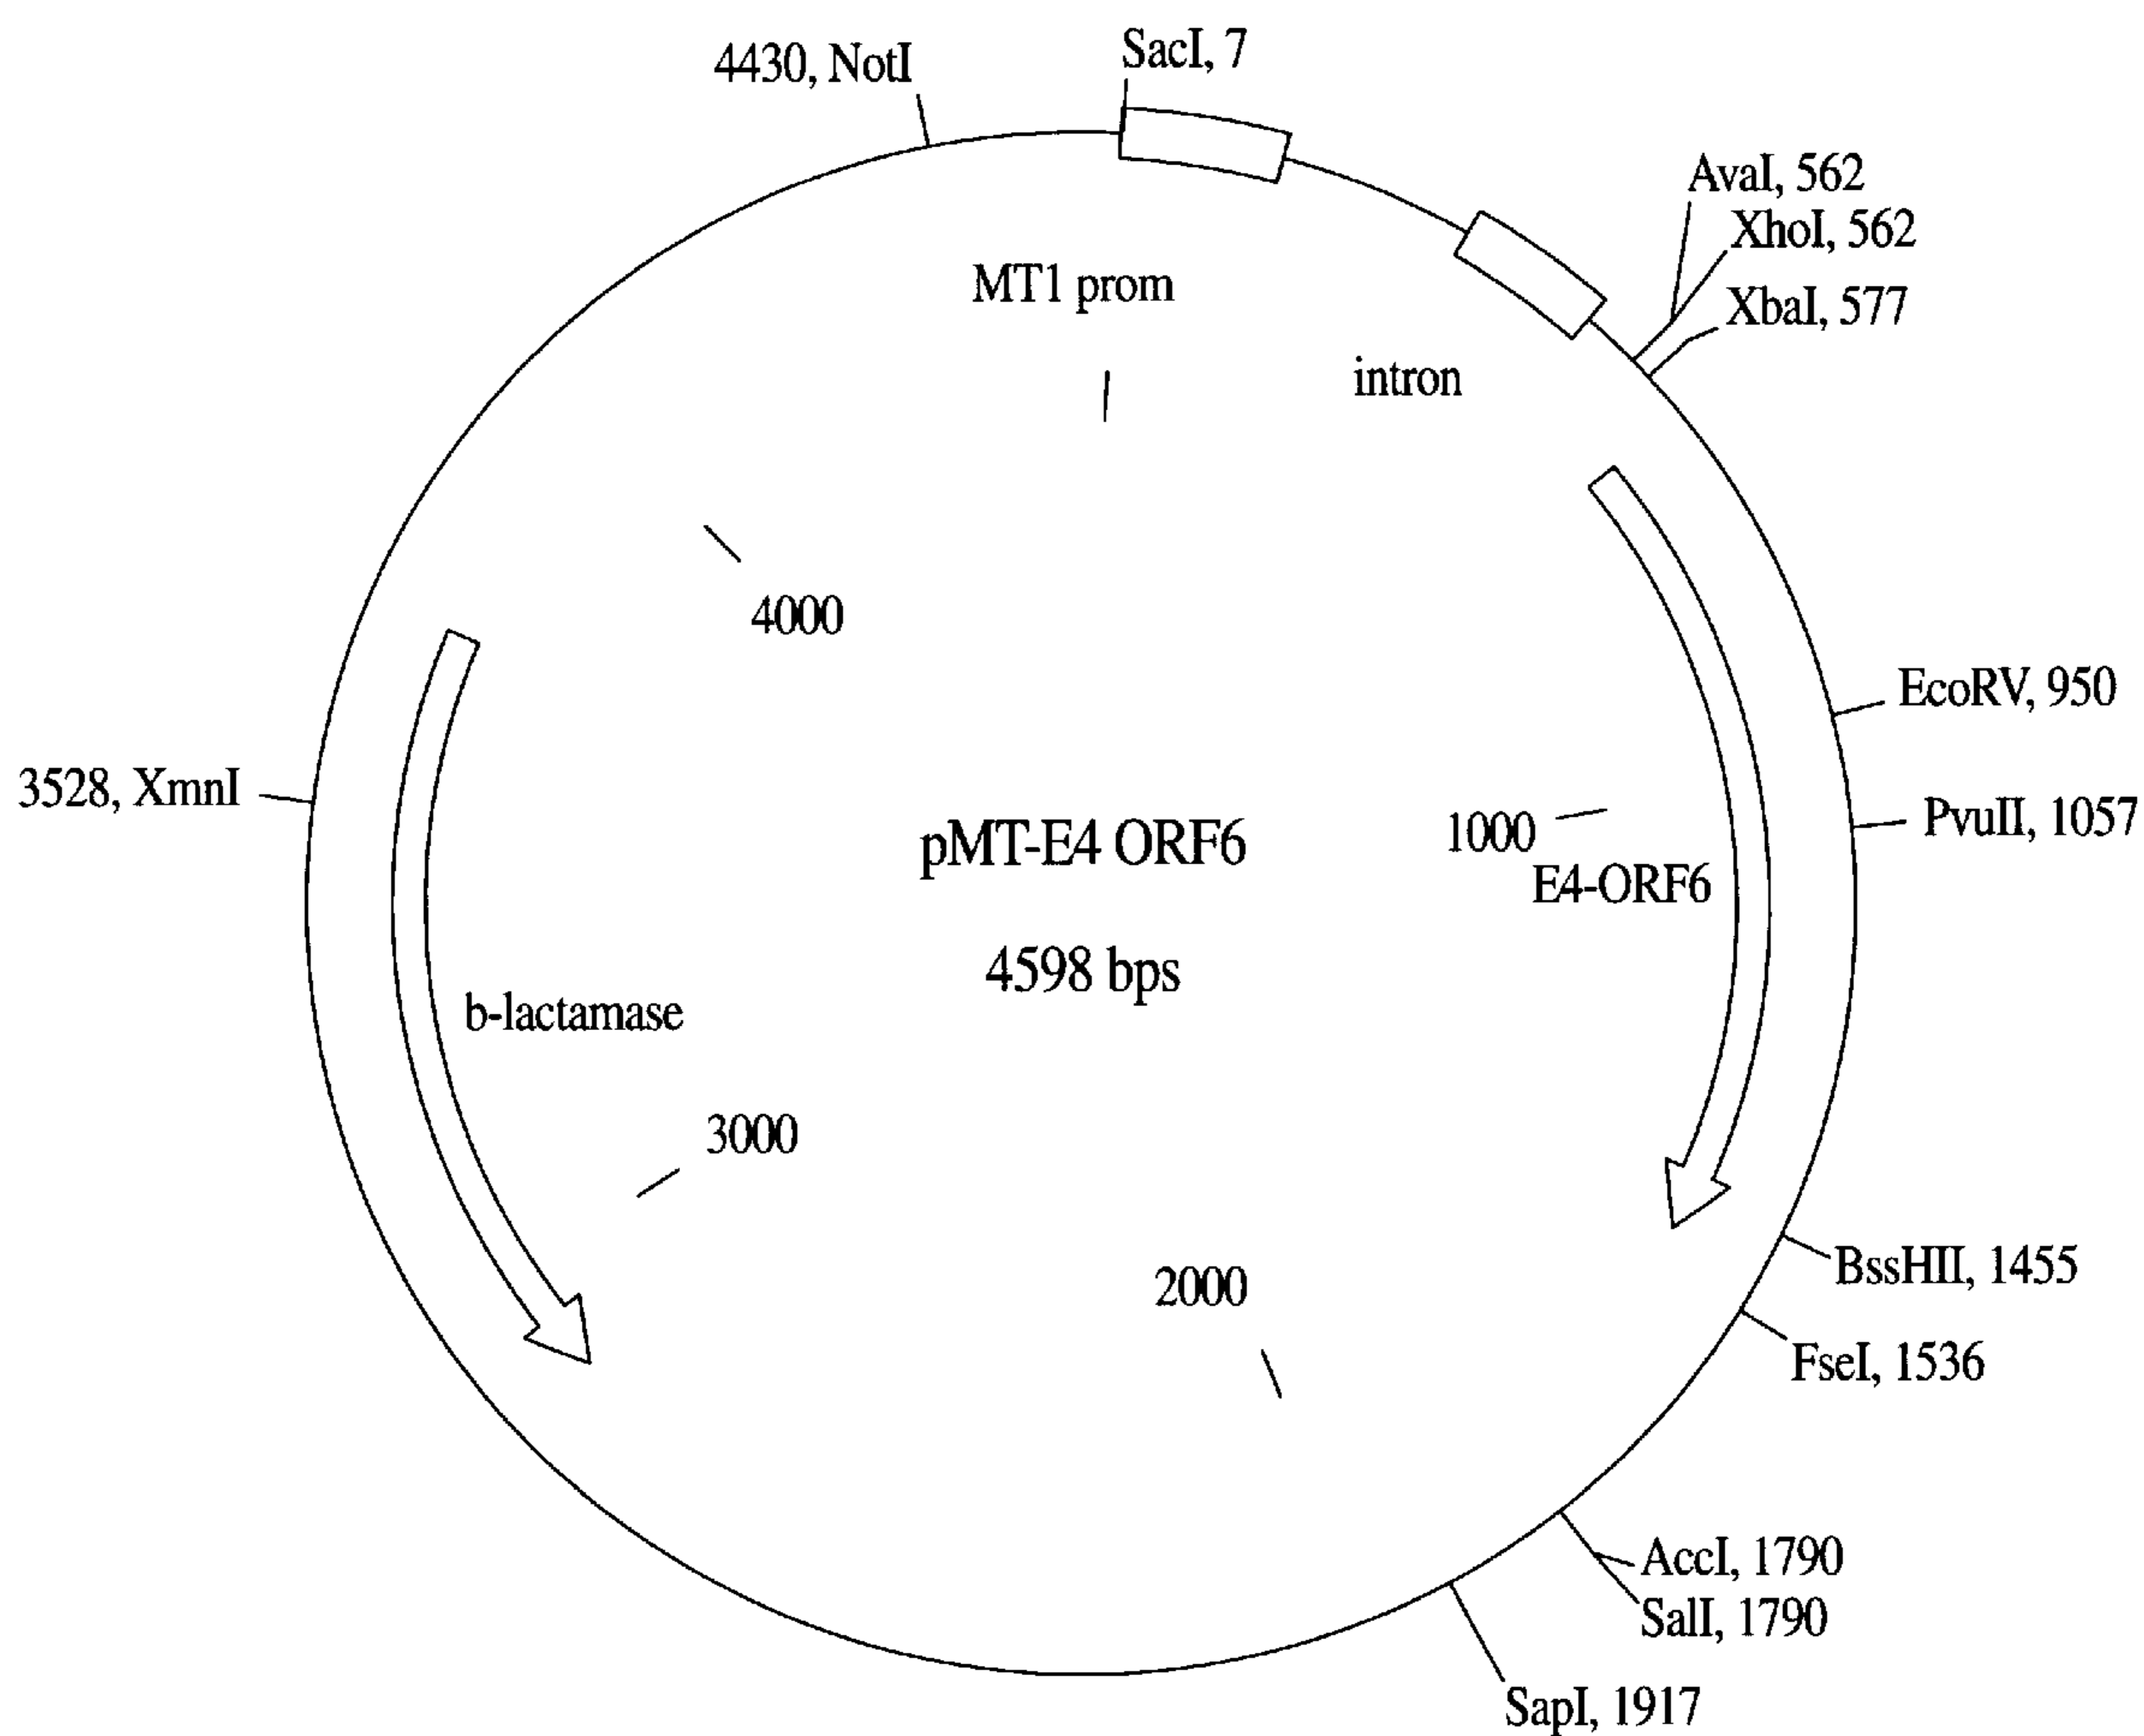 SacI, 7
4430, NotI
AvaI, 562
XhoI, 562
MT1 prom
XbaI, 577
intron
4000
EcoRV, 950
3528, XmnI
PvuII, 1057
1000
pMT-E4 ORF6
E4-ORF6
4598 bps
b-lactamase
3000
BssHII, 1455
2000
FseI, 1536
AccI, 1790
SalI, 1790
SapI, 1917